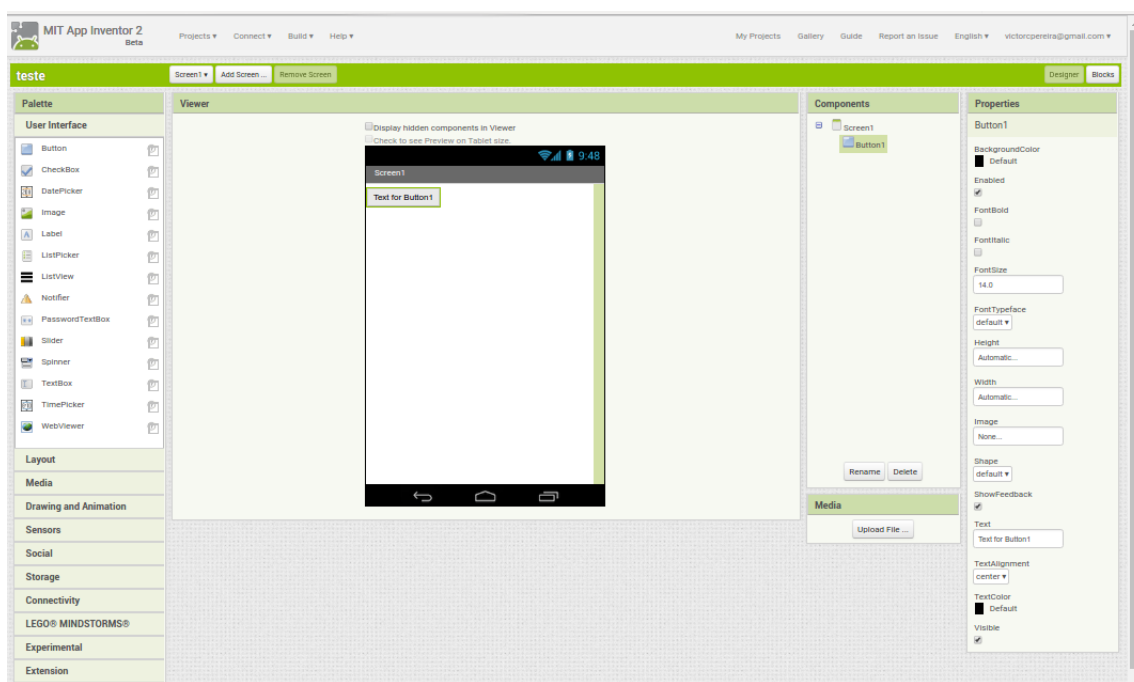 MIT App Inventor 2
Beta
Projects Connect Build Help
My Projects Gallery Guide Report an Issue English victorcpereira@gmail.com
teste
Screen1 Add Screen ... Remove Screen
Designer Blocks
Palette
User Interface
Button
CheckBox
DatePicker
Image
Label
ListPicker
ListView
Notifier
PasswordTextBox
Slider
Spinner
TextBox
TimePicker
WebViewer
Layout
Media
Drawing and Animation
Sensors
Social
Storage
Connectivity
LEGO® MINDSTORMS®
Experimental
Extension
Viewer
Display hidden components in Viewer
Check to see Preview on Tablet size.
9:48
Screen1
Text for Button1
Components
Screen1
Button1
Rename Delete
Media
Upload File ...
Properties
Button1
BackgroundColor
Default
Enabled
FontBold
FontItalic
FontSize
14.0
FontTypeface
default
Height
Automatic...
Width
Automatic...
Image
None...
Shape
default
ShowFeedback
Text
Text for Button1
TextAlignment
center
TextColor
Default
Visible